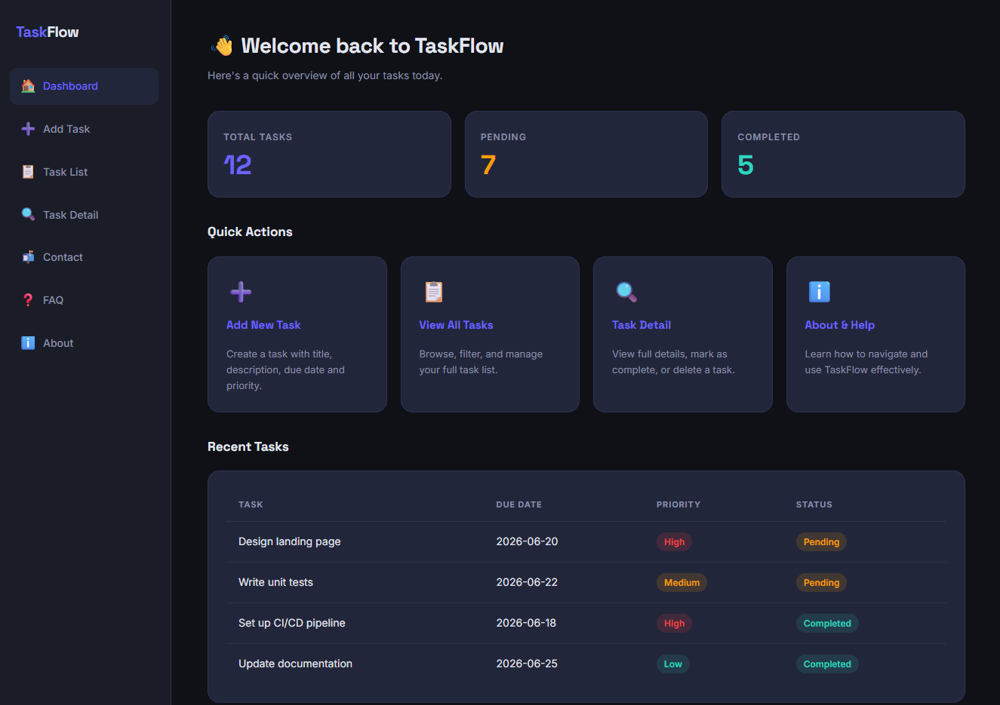 TaskFlow
Dashboard
Add Task
Task List
Task Detail
Contact
FAQ
About
Welcome back to TaskFlow
Here's a quick overview of all your tasks today.
TOTAL TASKS
12
PENDING
7
COMPLETED
5
Quick Actions
Add New Task
Create a task with title,
description, due date and
priority.
View All Tasks
Browse, filter, and manage
your full task list.
Task Detail
View full details, mark as
complete, or delete a task.
About & Help
Learn how to navigate and
use TaskFlow effectively.
Recent Tasks
TASK DUE DATE PRIORITY STATUS
Design landing page 2026-06-20 High Pending
Write unit tests 2026-06-22 Medium Pending
Set up CI/CD pipeline 2026-06-18 High Completed
Update documentation 2026-06-25 Low Completed